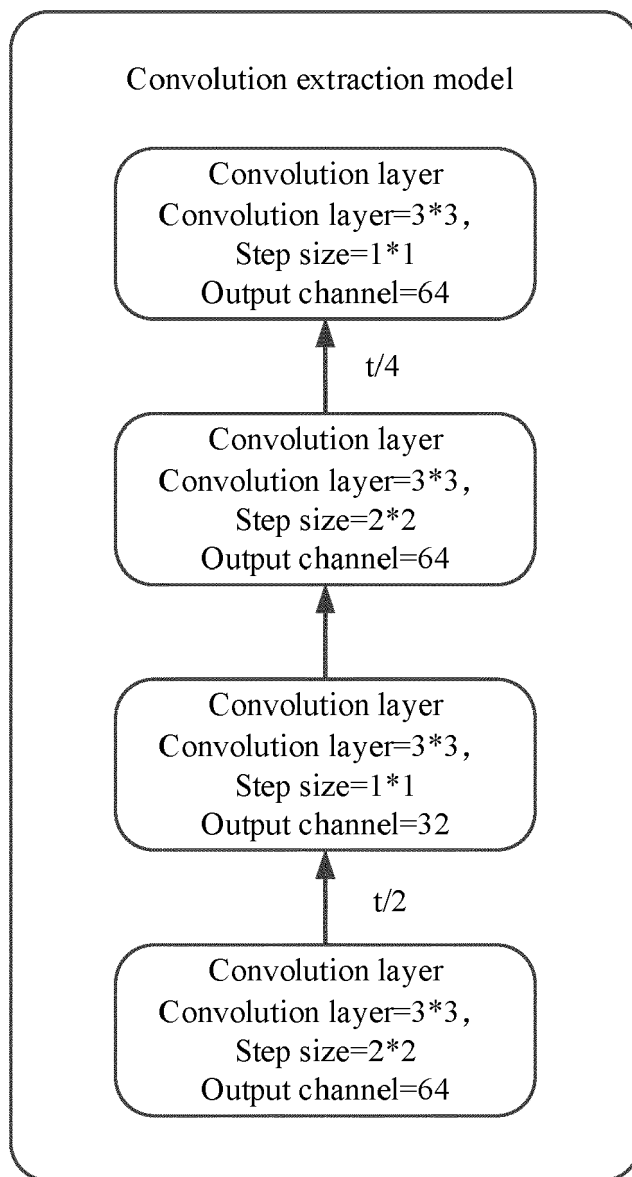 Convolution extraction model
Convolution layer
Convolution layer=3*3,
Step size=1*1
Output channel=64
t/4
Convolution layer
Convolution layer=3*3,
Step size=2*2
Output channel=64
Convolution layer
Convolution layer=3*3,
Step size=1*1
Output channel=32
t/2
Convolution layer
Convolution layer=3*3,
Step size=2*2
Output channel=64